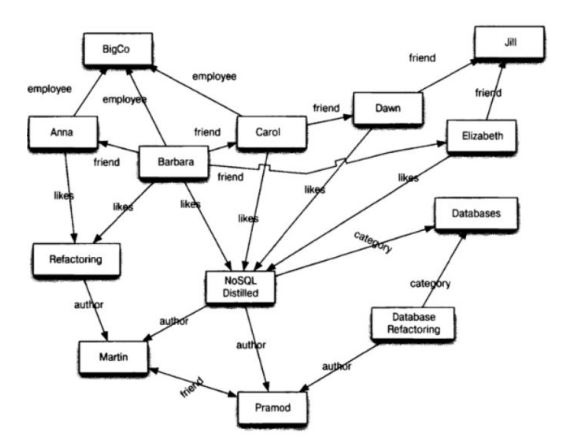 BigCo
Jill
friend
employee
employee
employee
friend
Dawn
friend
Anna
friend
Carol
Elizabeth
friend
Barbara
friend
likes
likes
likes
likes
likes
likes
Databases
Refactoring
category
NoSQL
Distilled
category
author
author
Database
Refactoring
author
Martin
author
friend
Pramod